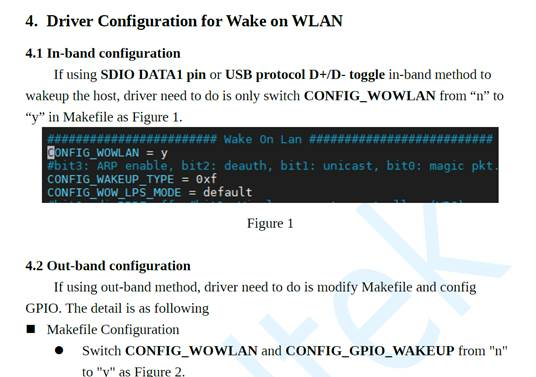 4. Driver Configuration for Wake on WLAN
4.1 In-band configuration
If using SDIO DATA1 pin or USB protocol D+/D- toggle in-band method to
wakeup the host, driver need to do is only switch CONFIG_WOWLAN from “n” to
“y” in Makefile as Figure 1.
######################## Wake On Lan ##########################
CONFIG_WOWLAN = y
#bit3: ARP enable, bit2: deauth, bit1: unicast, bit0: magic pkt.
CONFIG_WAKEUP_TYPE = 0xf
CONFIG_WOW_LPS_MODE = default
Figure 1
4.2 Out-band configuration
If using out-band method, driver need to do is modify Makefile and config
GPIO. The detail is as following
■ Makefile Configuration
● Switch CONFIG_WOWLAN and CONFIG_GPIO_WAKEUP from "n"
to "y" as Figure 2.